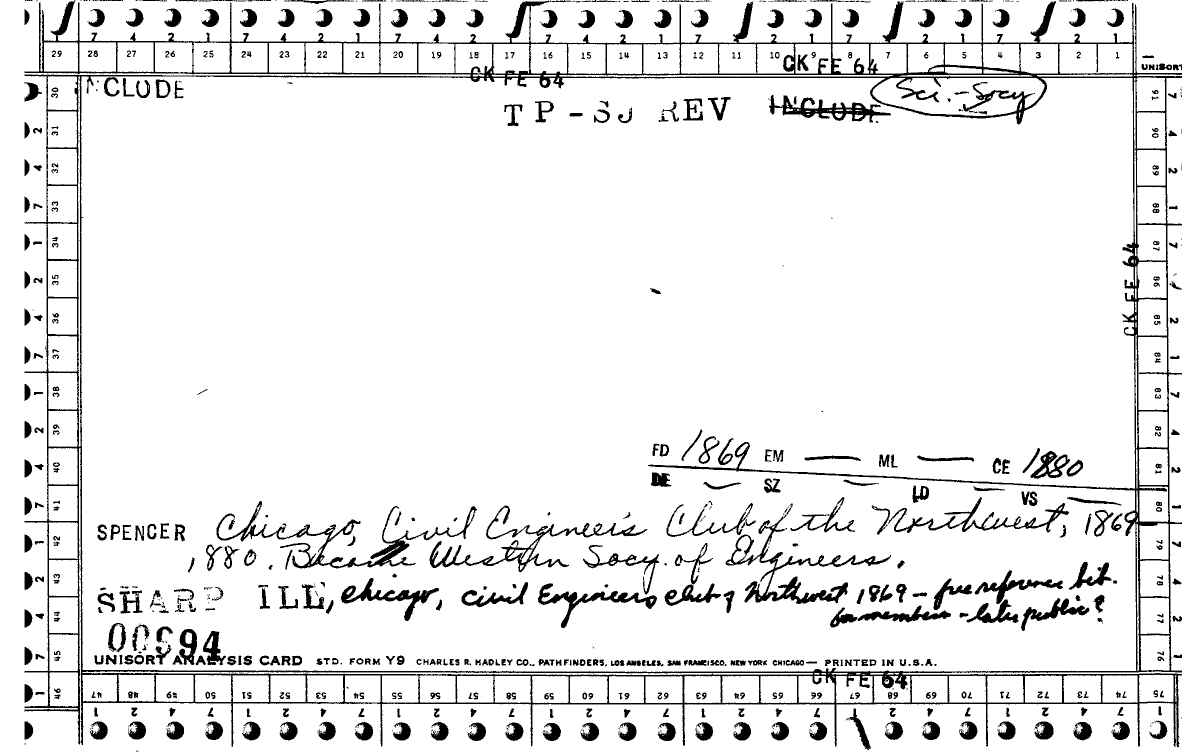 7 4 2 1 7 4 2 1 7 4 2 1 7 4 2 1 7 4 2 1 7 4 2 1 7 4 2 1
29 28 27 26 25 24 23 22 21 20 19 18 17 16 15 14 13 12 11 10 9 8 7 6 5 4 3 2 1
CK FE 64 CK FE 64 UNISORT
NCLUDE
TP-SJ REV INCLUDE Sci.-Socy
CK FE 64
FD 1869 EM — ML — CE 1880
DE SZ LD VS
SPENCER Chicago, Civil Engineers Club of the Northwest, 1869
1880. Became Western Socy. of Engineers.
SHARP ILL, Chicago, Civil Engineers club of Northwest 1869 – free reference
for members – later public?
00994
UNISORT ANALYSIS CARD STD. FORM Y9 CHARLES R. HADLEY CO., PATHFINDERS, LOS ANGELES, SAN FRANCISCO, NEW YORK CHICAGO — PRINTED IN U.S.A.
CK FE 64
47 48 49 50 51 52 53 54 55 56 57 58 59 60 61 62 63 64 65 66 67 68 69 70 71 72 73 74 75
1 2 4 7 1 2 4 7 1 2 4 7 1 2 4 7 1 2 4 7 1 2 4 7 1 2 4 7 1
30 31 32 33 34 35 36 37 38 39 40 41 42 43 44 45 46
91 90 89 88 87 86 85 84 83 82 81 80 79 78 77 76